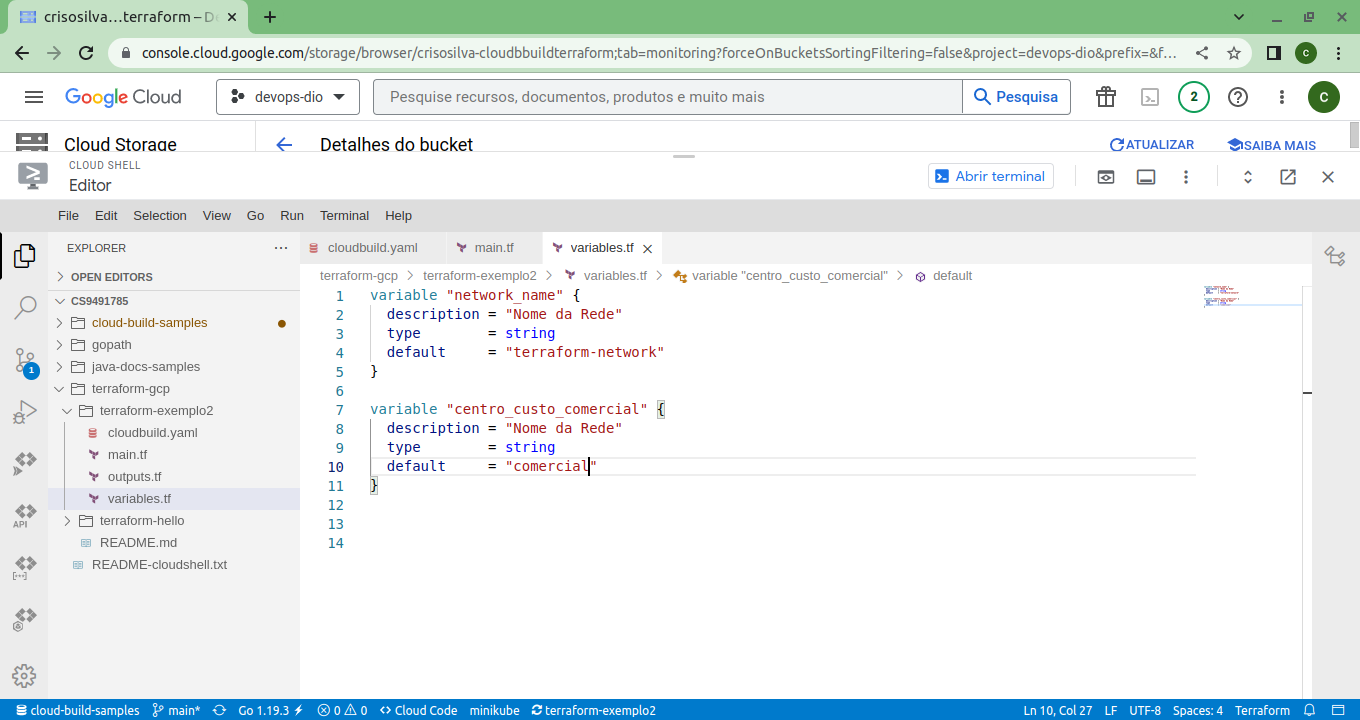 crisosilva...terraform – D
console.cloud.google.com/storage/browser/crisosilva-cloudbbuildterraform;tab=monitoring?forceOnBucketsSortingFiltering=false&project=devops-dio&prefix=&f...
C
Google Cloud
devops-dio
Pesquise recursos, documentos, produtos e muito mais
Pesquisa
2
C
Cloud Storage
Detalhes do bucket
ATUALIZAR
SAIBA MAIS
CLOUD SHELL
Editor
Abrir terminal
File Edit Selection View Go Run Terminal Help
EXPLORER
OPEN EDITORS
CS9491785
cloud-build-samples
gopath
java-docs-samples
terraform-gcp
terraform-exemplo2
cloudbuild.yaml
main.tf
outputs.tf
variables.tf
terraform-hello
README.md
README-cloudshell.txt
1
API
cloudbuild.yaml main.tf variables.tf
terraform-gcp > terraform-exemplo2 > variables.tf > variable "centro_custo_comercial" > default
1 variable "network_name" {
2 description = "Nome da Rede"
3 type = string
4 default = "terraform-network"
5 }
6
7 variable "centro_custo_comercial" {
8 description = "Nome da Rede"
9 type = string
10 default = "comercial"
11 }
12
13
14
cloud-build-samples main* Go 1.19.3 0 0 Cloud Code minikube terraform-exemplo2 Ln 10, Col 27 LF UTF-8 Spaces: 4 Terraform